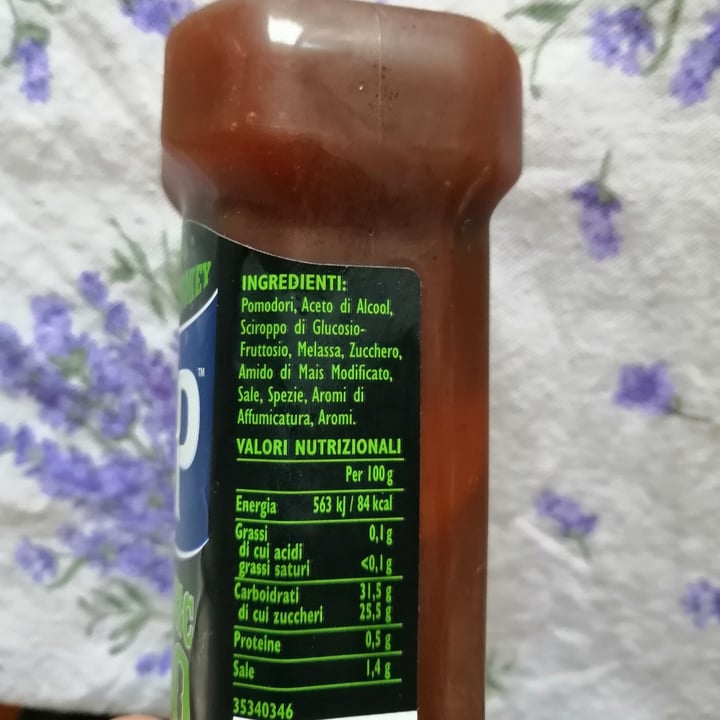 INGREDIENTI:
Pomodori, Aceto di Alcool,
Sciroppo di Glucosio-
Fruttosio, Melassa, Zucchero,
Amido di Mais Modificato,
Sale, Spezie, Aromi di
Affumicatura, Aromi.
VALORI NUTRIZIONALI
Per 100 g
Energia 563 kJ / 84 kcal
Grassi 0,1 g
di cui acidi
grassi saturi <0,1 g
Carboidrati 31,5 g
di cui zuccheri 25,5 g
Proteine 0,5 g
Sale 1,4 g
35340346
P™